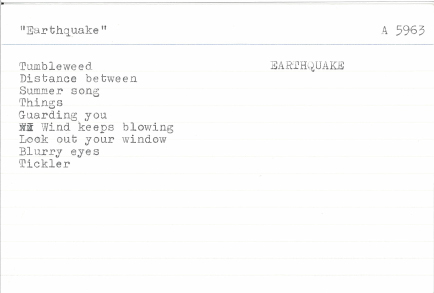 "Earthquake" A 5963
Tumbleweed EARTHQUAKE
Distance between
Summer song
Things
Guarding you
Wind keeps blowing
Look out your window
Blurry eyes
Tickler